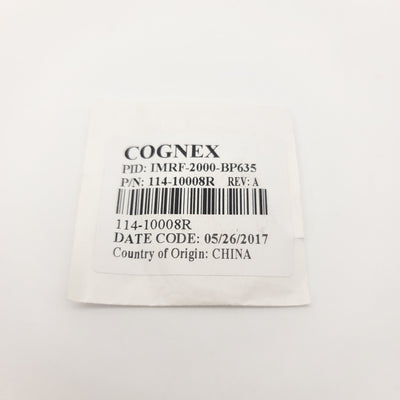 COGNEX
PID: IMRF-2000-BP635
P/N: 114-10008R REV: A
114-10008R
DATE CODE: 05/26/2017
Country of Origin: CHINA